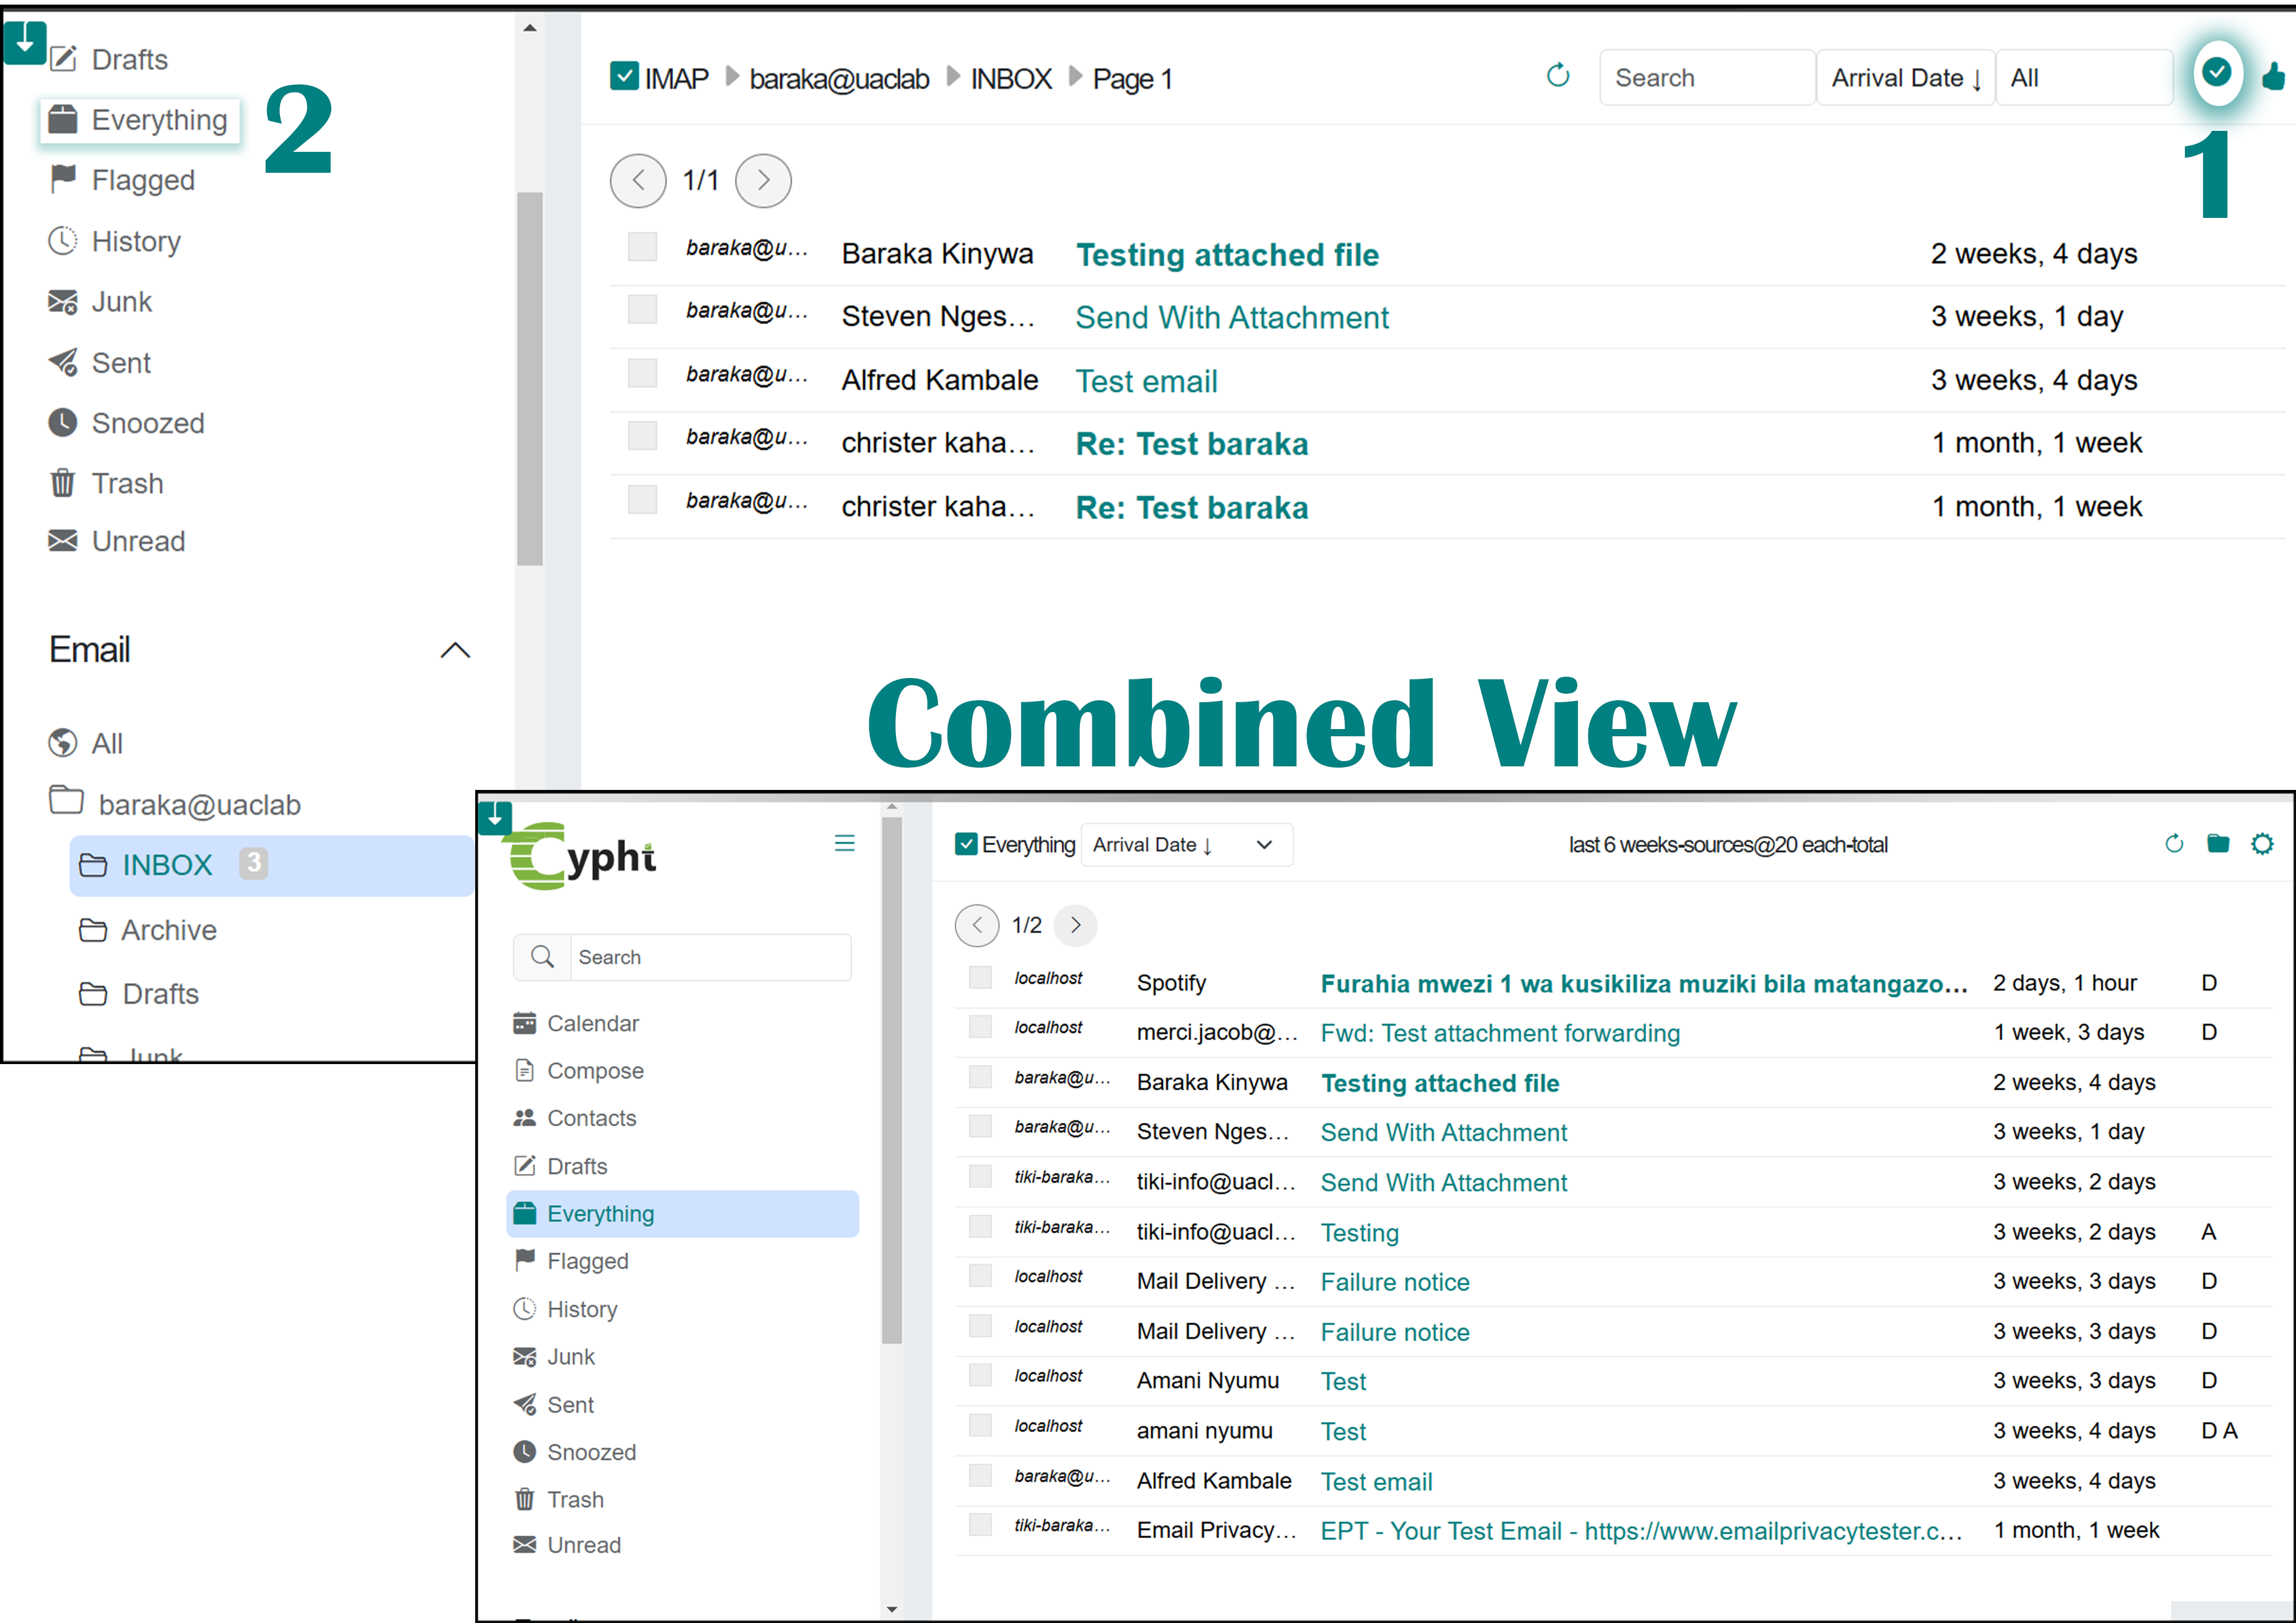 Drafts
Everything
2
Flagged
History
Junk
Sent
Snoozed
Trash
Unread
Email
All
baraka@uaclab
INBOX 3
Archive
Drafts
Junk
IMAP baraka@uaclab INBOX Page 1
Search Arrival Date ↓ All
1
1/1
baraka@u... Baraka Kinywa Testing attached file 2 weeks, 4 days
baraka@u... Steven Nges... Send With Attachment 3 weeks, 1 day
baraka@u... Alfred Kambale Test email 3 weeks, 4 days
baraka@u... christer kaha... Re: Test baraka 1 month, 1 week
baraka@u... christer kaha... Re: Test baraka 1 month, 1 week
Combined View
Cypht
Search
Calendar
Compose
Contacts
Drafts
Everything
Flagged
History
Junk
Sent
Snoozed
Trash
Unread
Everything Arrival Date ↓ last 6 weeks-sources@20 each-total
1/2
localhost Spotify Furahia mwezi 1 wa kusikiliza muziki bila matangazo... 2 days, 1 hour D
localhost merci.jacob@... Fwd: Test attachment forwarding 1 week, 3 days D
baraka@u... Baraka Kinywa Testing attached file 2 weeks, 4 days
baraka@u... Steven Nges... Send With Attachment 3 weeks, 1 day
tiki-baraka... tiki-info@uacl... Send With Attachment 3 weeks, 2 days
tiki-baraka... tiki-info@uacl... Testing 3 weeks, 2 days A
localhost Mail Delivery ... Failure notice 3 weeks, 3 days D
localhost Mail Delivery ... Failure notice 3 weeks, 3 days D
localhost Amani Nyumu Test 3 weeks, 3 days D
localhost amani nyumu Test 3 weeks, 4 days D A
baraka@u... Alfred Kambale Test email 3 weeks, 4 days
tiki-baraka... Email Privacy... EPT - Your Test Email - https://www.emailprivacytester.c... 1 month, 1 week